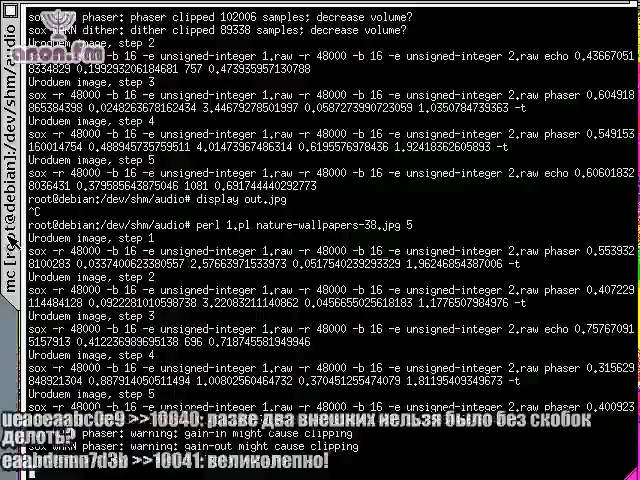 sox WARN phaser: phaser clipped 102006 samples; decrease volume?
sox WARN dither: dither clipped 89338 samples; decrease volume?
Uroduem image, step 2
sox -r 48000 -b 16 -e unsigned-integer 1.raw -r 48000 -b 16 -e unsigned-integer 2.raw echo 0.43667051
8334829 0.199293206184681 757 0.473935957130788
Uroduem image, step 3
sox -r 48000 -b 16 -e unsigned-integer 1.raw -r 48000 -b 16 -e unsigned-integer 2.raw phaser 0.604918
865384398 0.0248263678162434 3.44679278501997 0.0587273990723059 1.0350784739363 -t
Uroduem image, step 4
sox -r 48000 -b 16 -e unsigned-integer 1.raw -r 48000 -b 16 -e unsigned-integer 2.raw phaser 0.549153
160014754 0.488945735759511 4.01473967486314 0.6195576978436 1.92418362605893 -t
Uroduem image, step 5
sox -r 48000 -b 16 -e unsigned-integer 1.raw -r 48000 -b 16 -e unsigned-integer 2.raw echo 0.60601832
8036431 0.379585643875046 1081 0.691744440292773
root@debian:/dev/shm/audio# display out.jpg
^C
root@debian:/dev/shm/audio# perl 1.pl nature-wallpapers-38.jpg 5
Uroduem image, step 1
sox -r 48000 -b 16 -e unsigned-integer 1.raw -r 48000 -b 16 -e unsigned-integer 2.raw phaser 0.553932
8100283 0.0337400623380557 2.57663971533973 0.0517540239293329 1.96246854387006 -t
Uroduem image, step 2
sox -r 48000 -b 16 -e unsigned-integer 1.raw -r 48000 -b 16 -e unsigned-integer 2.raw phaser 0.407229
114484128 0.0922281010598738 3.22083211140862 0.0456655025618183 1.1776507984976 -t
Uroduem image, step 3
sox -r 48000 -b 16 -e unsigned-integer 1.raw -r 48000 -b 16 -e unsigned-integer 2.raw echo 0.75767091
5157913 0.412236989695138 696 0.718745581949946
Uroduem image, step 4
sox -r 48000 -b 16 -e unsigned-integer 1.raw -r 48000 -b 16 -e unsigned-integer 2.raw phaser 0.315629
848921304 0.887914050511494 1.00802560464732 0.370451255474079 1.81195409349673 -t
Uroduem image, step 5
sox -r 48000 -b 16 -e unsigned-integer 1.raw -r 48000 -b 16 -e unsigned-integer 2.raw phaser 0.400923
sox WARN phaser: warning: gain-in might cause clipping
sox WARN phaser: warning: gain-out might cause clipping
mc [root@debian]:/dev/shm/audio
anon.fm
ueaoeaabc0e9 >>10040: разве два внешних нельзя было без скобок
делоть?
eaabdnmn7d3b >>10041: великолепно!